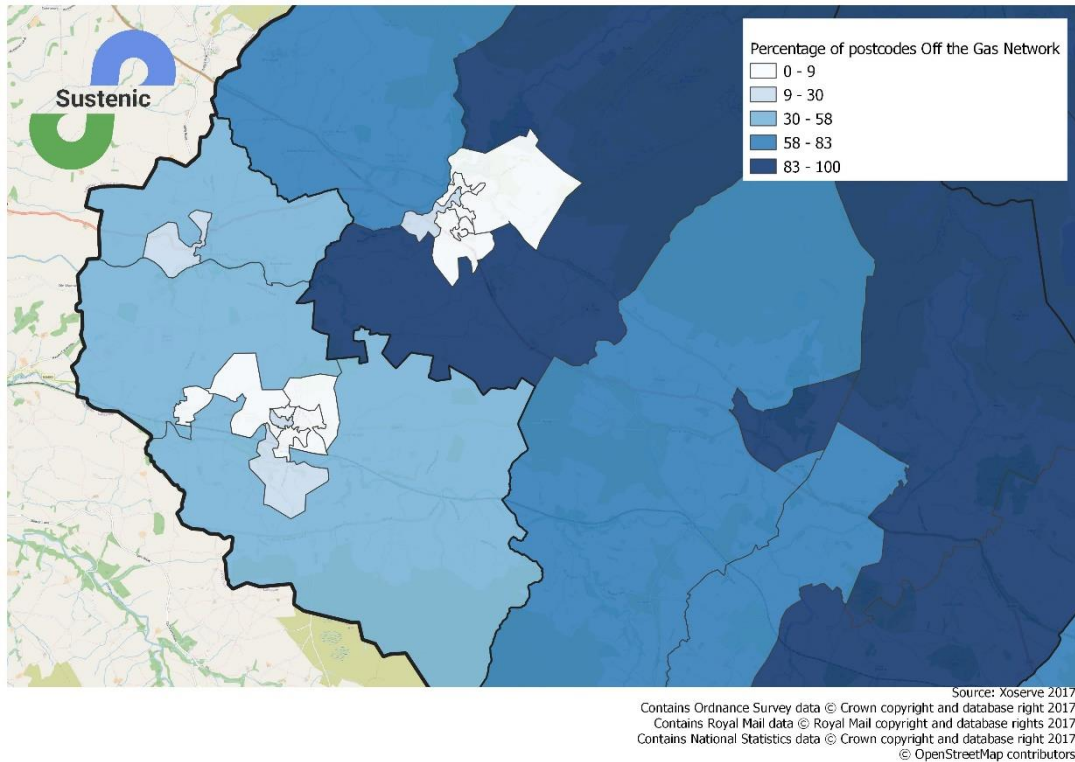 Sustenic
Percentage of postcodes Off the Gas Network
0 - 9
9 - 30
30 - 58
58 - 83
83 - 100
Source: Xoserve 2017
Contains Ordnance Survey data © Crown copyright and database right 2017
Contains Royal Mail data © Royal Mail copyright and database rights 2017
Contains National Statistics data © Crown copyright and database right 2017
© OpenStreetMap contributors